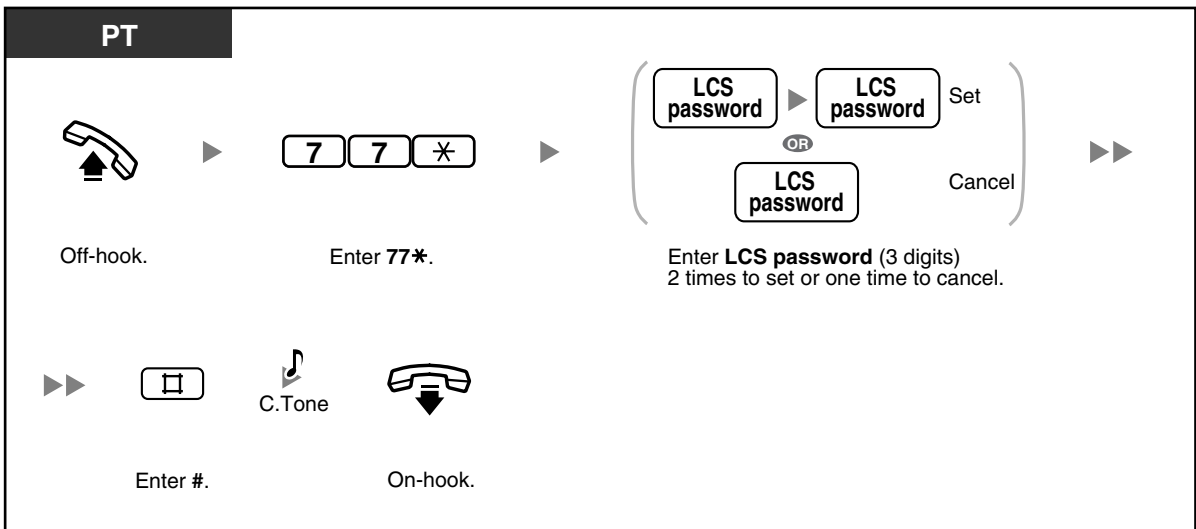 PT
LCS
password
LCS
password
Set
OR
LCS
password
Cancel
7 7 *
Off-hook.
Enter 77*.
Enter LCS password (3 digits)
2 times to set or one time to cancel.
#
C.Tone
Enter #.
On-hook.